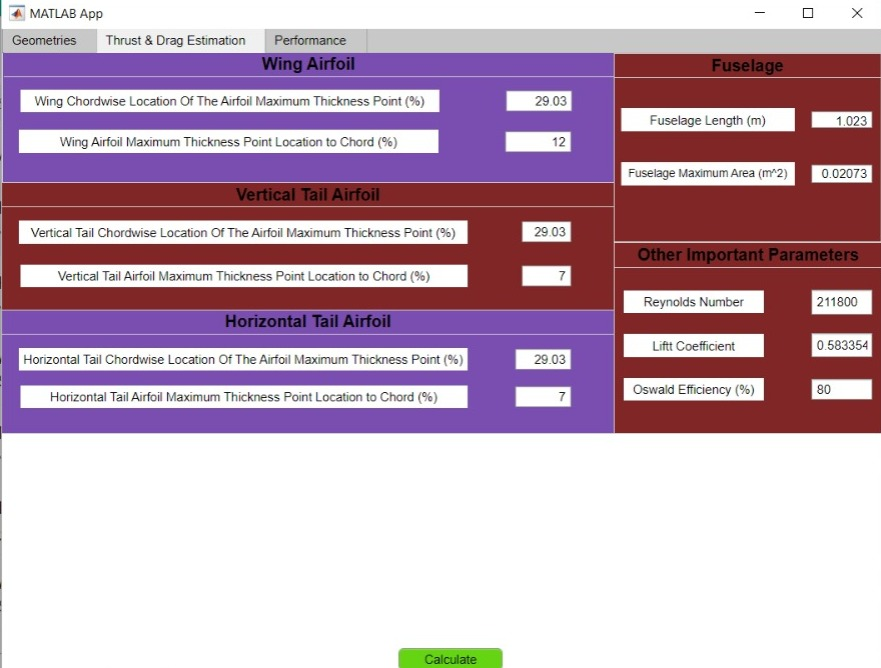 MATLAB App
Geometries Thrust & Drag Estimation Performance
Wing Airfoil
Wing Chordwise Location Of The Airfoil Maximum Thickness Point (%) 29.03
Wing Airfoil Maximum Thickness Point Location to Chord (%) 12
Vertical Tail Airfoil
Vertical Tail Chordwise Location Of The Airfoil Maximum Thickness Point (%) 29.03
Vertical Tail Airfoil Maximum Thickness Point Location to Chord (%) 7
Horizontal Tail Airfoil
Horizontal Tail Chordwise Location Of The Airfoil Maximum Thickness Point (%) 29.03
Horizontal Tail Airfoil Maximum Thickness Point Location to Chord (%) 7
Fuselage
Fuselage Length (m) 1.023
Fuselage Maximum Area (m^2) 0.02073
Other Important Parameters
Reynolds Number 211800
Liftt Coefficient 0.583354
Oswald Efficiency (%) 80
Calculate